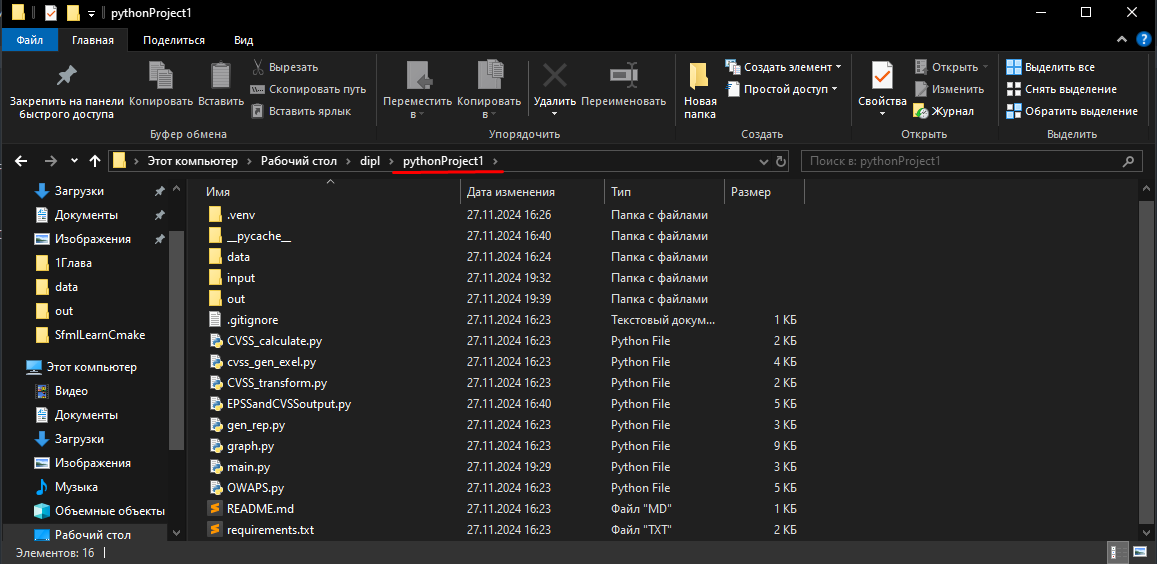 pythonProject1
Файл Главная Поделиться Вид
Закрепить на панели быстрого доступа
Копировать
Вставить
Вырезать
Скопировать путь
Вставить ярлык
Переместить в
Копировать в
Удалить
Переименовать
Новая папка
Создать элемент
Простой доступ
Свойства
Открыть
Изменить
Журнал
Выделить все
Снять выделение
Обратить выделение
Буфер обмена Упорядочить Создать Открыть Выделить
Этот компьютер > Рабочий стол > dipl > pythonProject1 >
Поиск в: pythonProject1
Загрузки
Документы
Изображения
1Глава
data
out
SfmlLearnCmake
Этот компьютер
Видео
Документы
Загрузки
Изображения
Музыка
Объемные объекты
Рабочий стол
Имя Дата изменения Тип Размер
.venv 27.11.2024 16:26 Папка с файлами
__pycache__ 27.11.2024 16:40 Папка с файлами
data 27.11.2024 16:24 Папка с файлами
input 27.11.2024 19:32 Папка с файлами
out 27.11.2024 19:39 Папка с файлами
.gitignore 27.11.2024 16:23 Текстовый докум... 1 КБ
CVSS_calculate.py 27.11.2024 16:23 Python File 2 КБ
cvss_gen_exel.py 27.11.2024 16:23 Python File 4 КБ
CVSS_transform.py 27.11.2024 16:23 Python File 2 КБ
EPSSandCVSSoutput.py 27.11.2024 16:40 Python File 5 КБ
gen_rep.py 27.11.2024 16:23 Python File 3 КБ
graph.py 27.11.2024 16:23 Python File 9 КБ
main.py 27.11.2024 19:29 Python File 3 КБ
OWAPS.py 27.11.2024 16:23 Python File 5 КБ
README.md 27.11.2024 16:23 Файл "MD" 1 КБ
requirements.txt 27.11.2024 16:23 Файл "TXT" 2 КБ
Элементов: 16